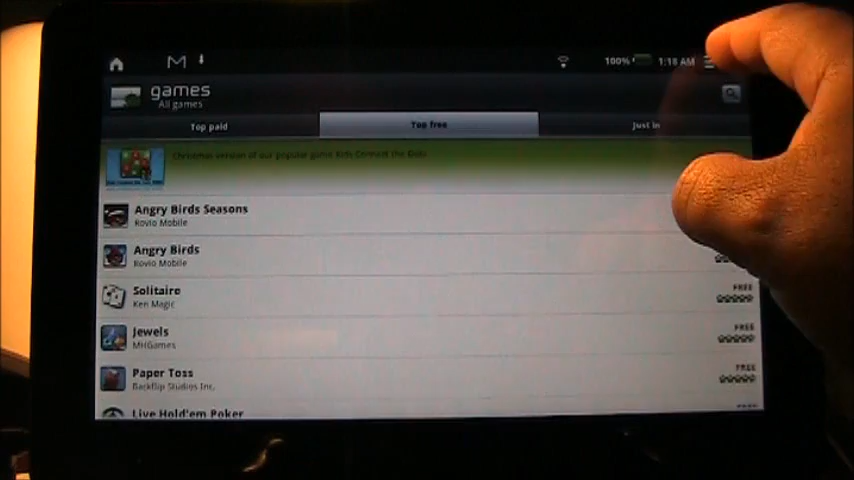 100% 1:18 AM
games
All games
Top paid Top free Just in
Christmas version of our popular game Kids Connect the Dots
Angry Birds Seasons
Rovio Mobile
Angry Birds
Rovio Mobile
Solitaire
Ken Magic
FREE
Jewels
MHGames
FREE
Paper Toss
Backflip Studios Inc.
FREE
Live Hold'em Poker